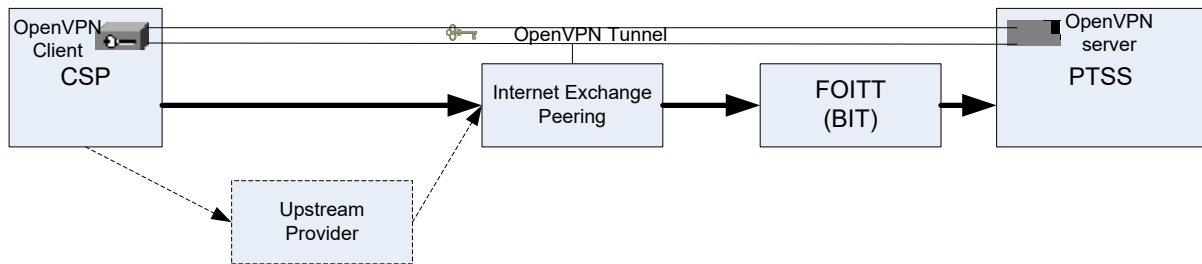 OpenVPN
Client
CSP
OpenVPN Tunnel
OpenVPN
server
PTSS
Internet Exchange
Peering
FOITT
(BIT)
Upstream
Provider